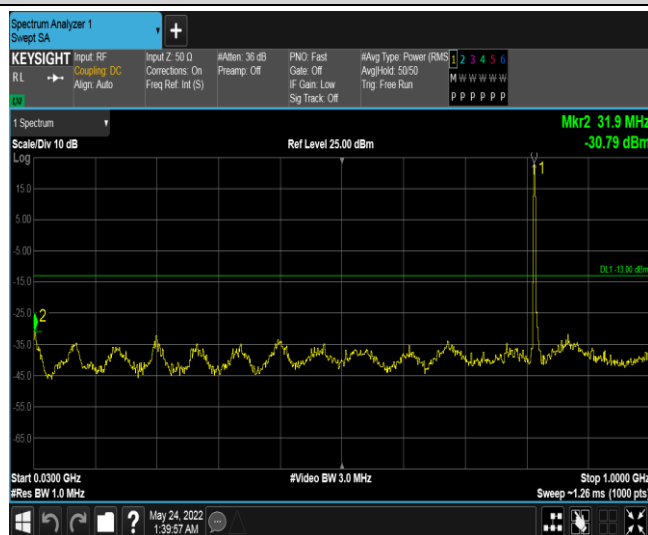 Spectrum Analyzer 1
Swept SA
KEYSIGHT Input: RF Input Z: 50 Ω #Atten: 36 dB PNO: Fast #Avg Type: Power (RMS 1 2 3 4 5 6
RL Coupling: DC Corrections: On Preamp: Off Gate: Off Avg|Hold: 50/50 M W W W W W
Align: Auto Freq Ref: Int (S) IF Gain: Low Trig: Free Run
Sig Track: Off P P P P P P
1 Spectrum Mkr2 31.9 MHz
Scale/Div 10 dB Ref Level 25.00 dBm -30.79 dBm
Log
1
15.0
5.00
-5.00
DL1 -13.00 dBm
-15.0
-25.0
2
-35.0
-45.0
-55.0
-65.0
Start 0.0300 GHz #Video BW 3.0 MHz Stop 1.0000 GHz
#Res BW 1.0 MHz Sweep ~1.26 ms (1000 pts)
? May 24, 2022
1:39:57 AM